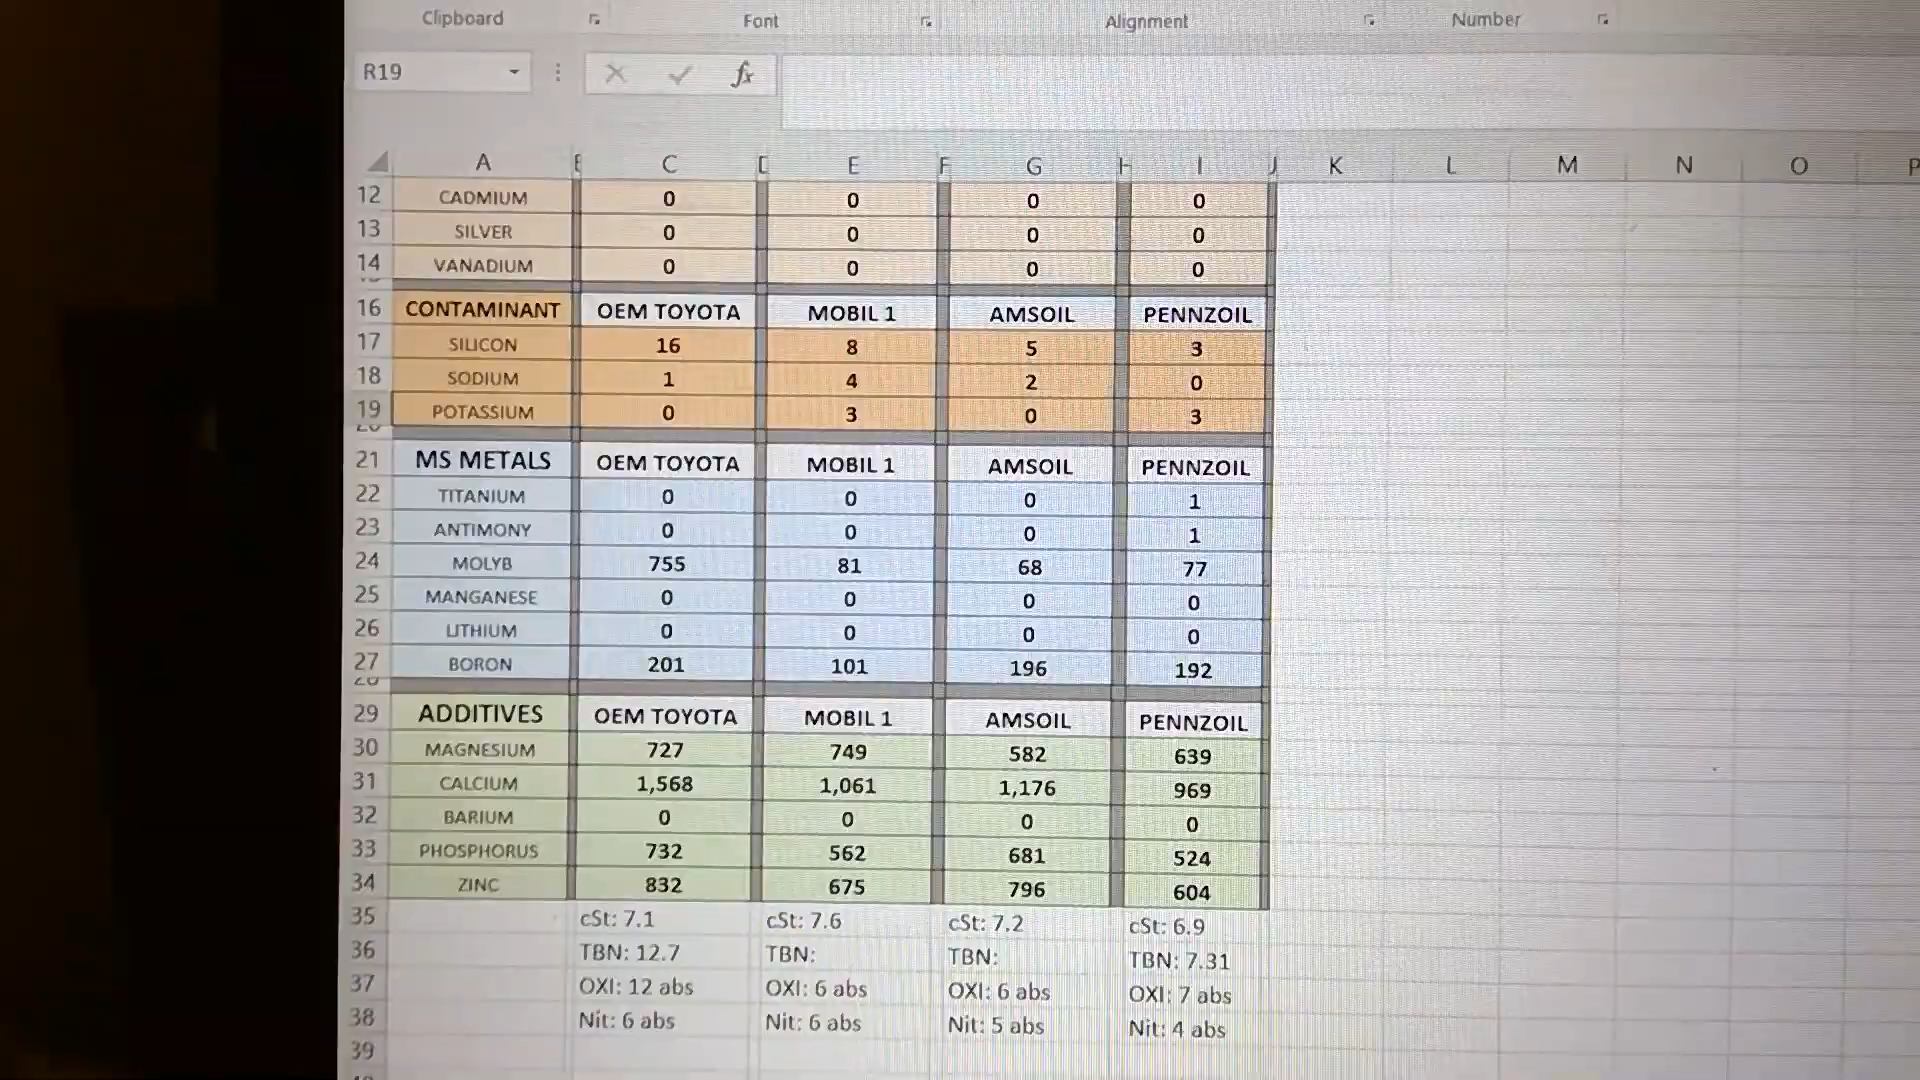 Clipboard Font Alignment Number
R19 fx
A C E F G H I J K L M N O P
12 CADMIUM 0 0 0 0
13 SILVER 0 0 0 0
14 VANADIUM 0 0 0 0
16 CONTAMINANT OEM TOYOTA MOBIL 1 AMSOIL PENNZOIL
17 SILICON 16 8 5 3
18 SODIUM 1 4 2 0
19 POTASSIUM 0 3 0 3
21 MS METALS OEM TOYOTA MOBIL 1 AMSOIL PENNZOIL
22 TITANIUM 0 0 0 1
23 ANTIMONY 0 0 0 1
24 MOLYB 755 81 68 77
25 MANGANESE 0 0 0 0
26 LITHIUM 0 0 0 0
27 BORON 201 101 196 192
29 ADDITIVES OEM TOYOTA MOBIL 1 AMSOIL PENNZOIL
30 MAGNESIUM 727 749 582 639
31 CALCIUM 1,568 1,061 1,176 969
32 BARIUM 0 0 0 0
33 PHOSPHORUS 732 562 681 524
34 ZINC 832 675 796 604
35 cSt: 7.1 cSt: 7.6 cSt: 7.2 cSt: 6.9
36 TBN: 12.7 TBN: TBN: TBN: 7.31
37 OXI: 12 abs OXI: 6 abs OXI: 6 abs OXI: 7 abs
38 Nit: 6 abs Nit: 6 abs Nit: 5 abs Nit: 4 abs
39